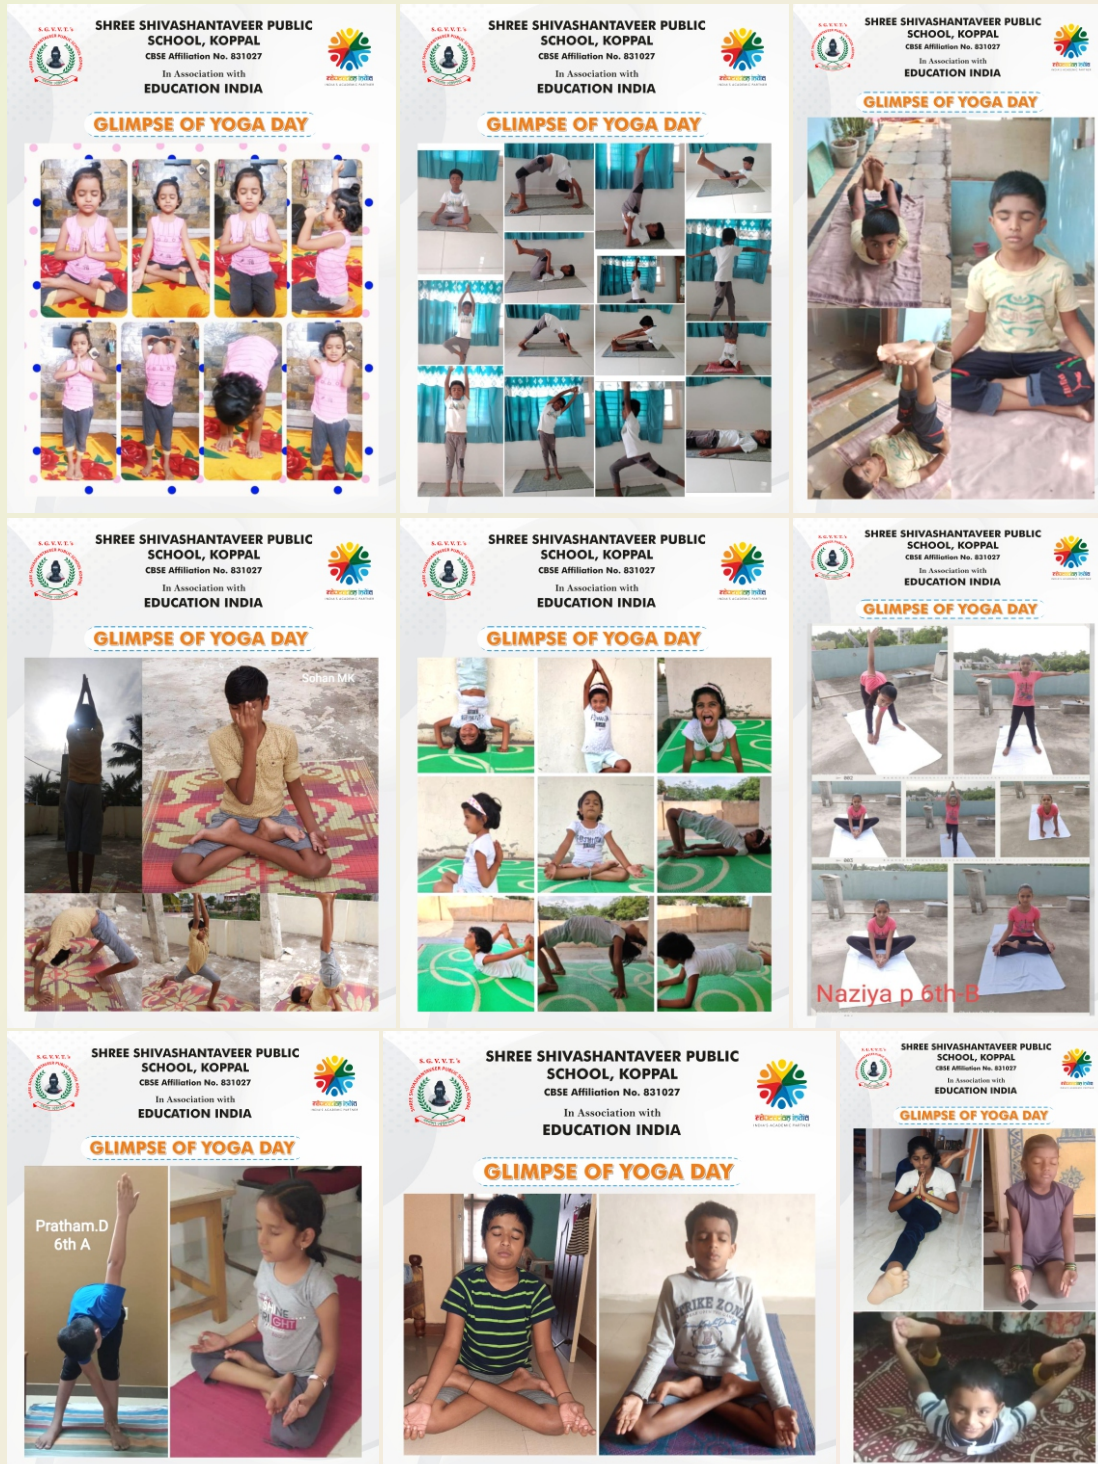 S.G.V.V.T.'s
SHREE SHIVASHANTAVEER PUBLIC
SCHOOL, KOPPAL
CBSE Affiliation No. 831027
In Association with
EDUCATION INDIA
GLIMPSE OF YOGA DAY
S.G.V.V.T.'s
SHREE SHIVASHANTAVEER PUBLIC
SCHOOL, KOPPAL
CBSE Affiliation No. 831027
In Association with
EDUCATION INDIA
GLIMPSE OF YOGA DAY
S.G.V.V.T.'s
SHREE SHIVASHANTAVEER PUBLIC
SCHOOL, KOPPAL
CBSE Affiliation No. 831027
In Association with
EDUCATION INDIA
GLIMPSE OF YOGA DAY
S.G.V.V.T.'s
SHREE SHIVASHANTAVEER PUBLIC
SCHOOL, KOPPAL
CBSE Affiliation No. 831027
In Association with
EDUCATION INDIA
GLIMPSE OF YOGA DAY
Sohan MK
S.G.V.V.T.'s
SHREE SHIVASHANTAVEER PUBLIC
SCHOOL, KOPPAL
CBSE Affiliation No. 831027
In Association with
EDUCATION INDIA
GLIMPSE OF YOGA DAY
S.G.V.V.T.'s
SHREE SHIVASHANTAVEER PUBLIC
SCHOOL, KOPPAL
CBSE Affiliation No. 831027
In Association with
EDUCATION INDIA
GLIMPSE OF YOGA DAY
Naziya p 6th-B
S.G.V.V.T.'s
SHREE SHIVASHANTAVEER PUBLIC
SCHOOL, KOPPAL
CBSE Affiliation No. 831027
In Association with
EDUCATION INDIA
GLIMPSE OF YOGA DAY
Pratham.D
6th A
S.G.V.V.T.'s
SHREE SHIVASHANTAVEER PUBLIC
SCHOOL, KOPPAL
CBSE Affiliation No. 831027
In Association with
EDUCATION INDIA
INDIA'S ACADEMIC PARTNER
GLIMPSE OF YOGA DAY
STRIKE ZONE
S.G.V.V.T.'s
SHREE SHIVASHANTAVEER PUBLIC
SCHOOL, KOPPAL
CBSE Affiliation No. 831027
In Association with
EDUCATION INDIA
GLIMPSE OF YOGA DAY